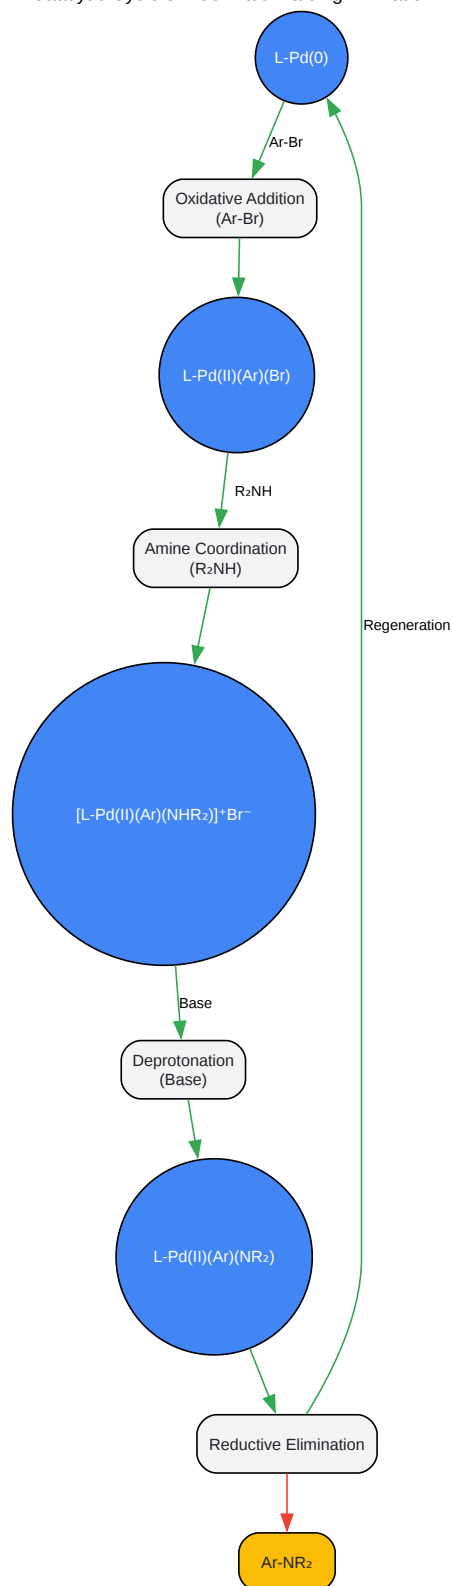 L-Pd(0)
Ar-Br
Oxidative Addition
(Ar-Br)
L-Pd(II)(Ar)(Br)
R₂NH
Amine Coordination
(R₂NH)
Regeneration
[L-Pd(II)(Ar)(NHR₂)]⁺Br⁻
Base
Deprotonation
(Base)
L-Pd(II)(Ar)(NR₂)
Reductive Elimination
Ar-NR₂